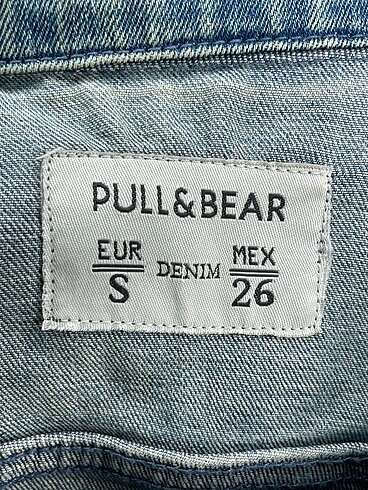 PULL&BEAR
EUR DENIM MEX
S 26